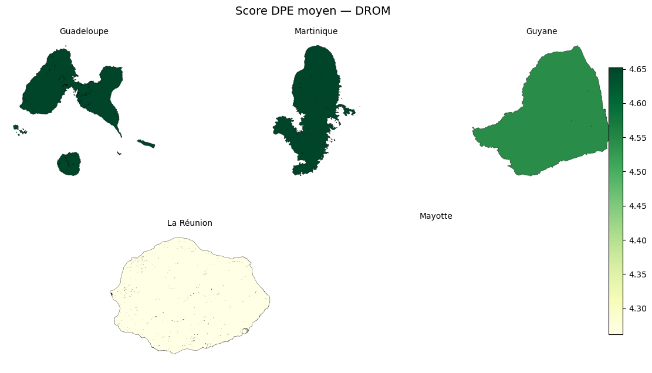 Score DPE moyen — DROM
Guadeloupe
Martinique
Guyane
4.65
4.60
4.55
4.50
4.45
4.40
4.35
4.30
La Réunion
Mayotte